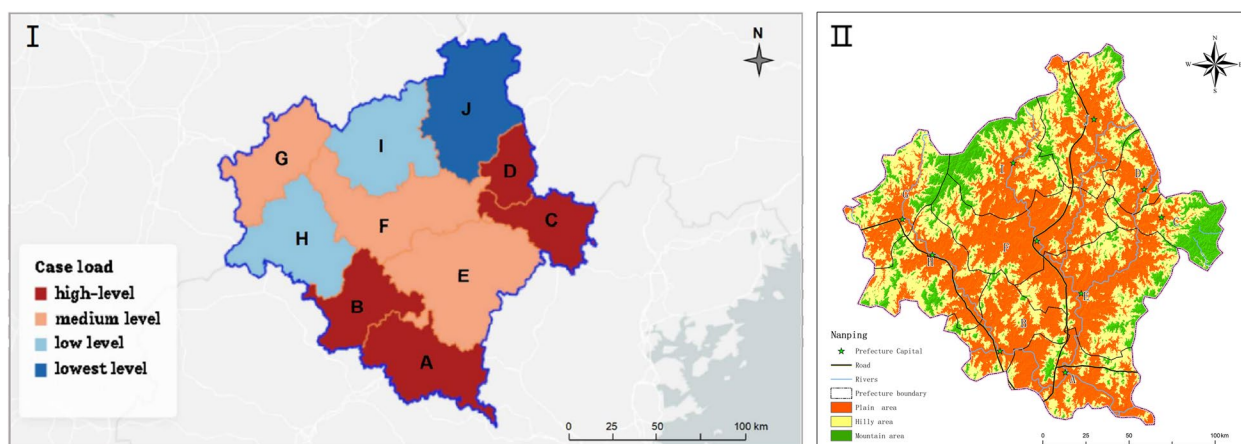 I
N
J
I
D
G
C
F
H
E
B
A
Case load
high-level
medium level
low level
lowest level
0 50 100 km
II
N
W E
S
I
D
F
H
E
B
A
Nanping
Prefecture Capital
Road
Rivers
Prefecture boundary
Plain area
Hilly area
Mountain area
0 25 50 100km